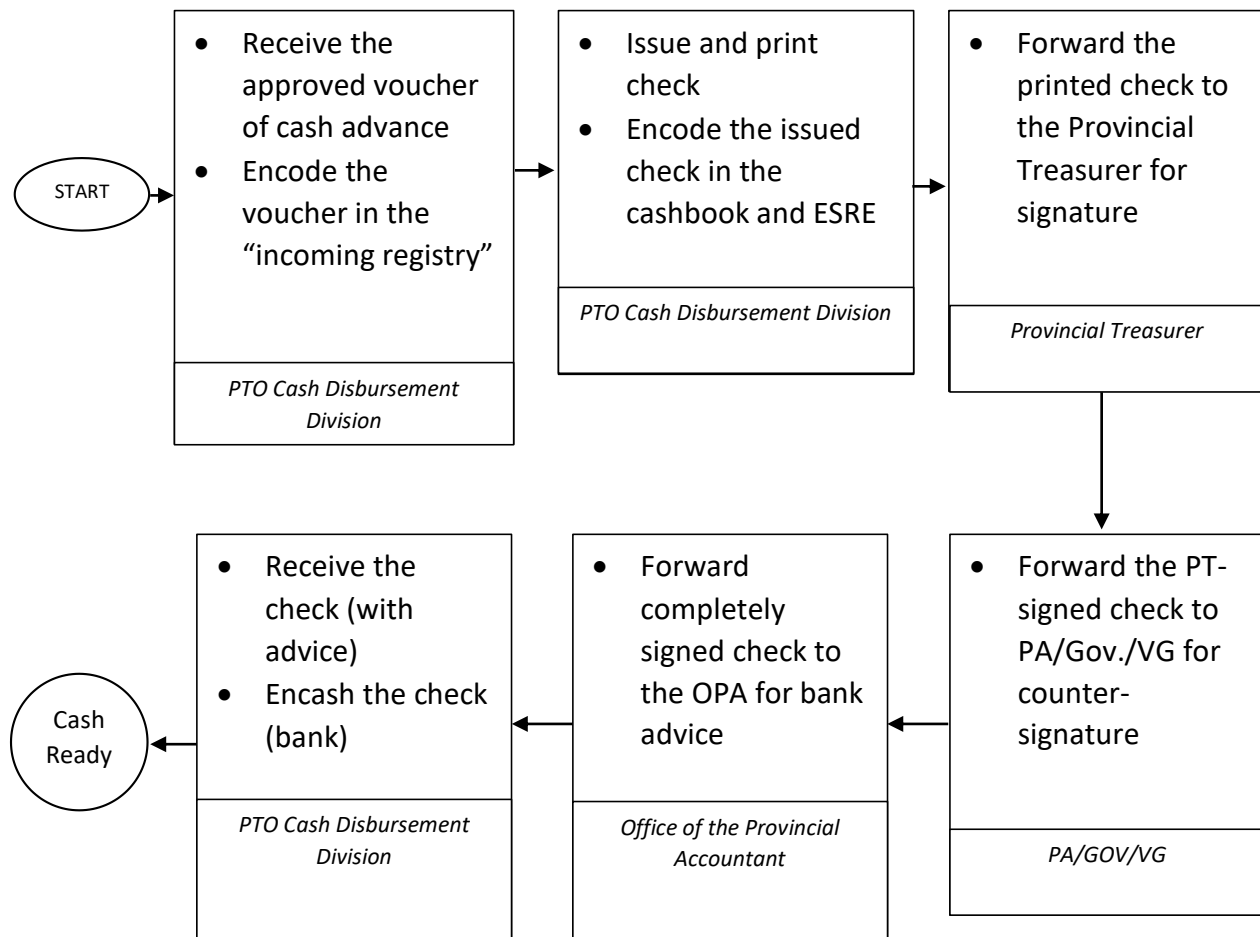 START
• Receive the
approved voucher
of cash advance
• Encode the
voucher in the
“incoming registry”
PTO Cash Disbursement
Division
• Issue and print
check
• Encode the issued
check in the
cashbook and ESRE
PTO Cash Disbursement Division
• Forward the
printed check to
the Provincial
Treasurer for
signature
Provincial Treasurer
• Forward the PT-
signed check to
PA/Gov./VG for
counter-
signature
PA/GOV/VG
• Forward
completely
signed check to
the OPA for bank
advice
Office of the Provincial
Accountant
• Receive the
check (with
advice)
• Encash the check
(bank)
PTO Cash Disbursement
Division
Cash
Ready